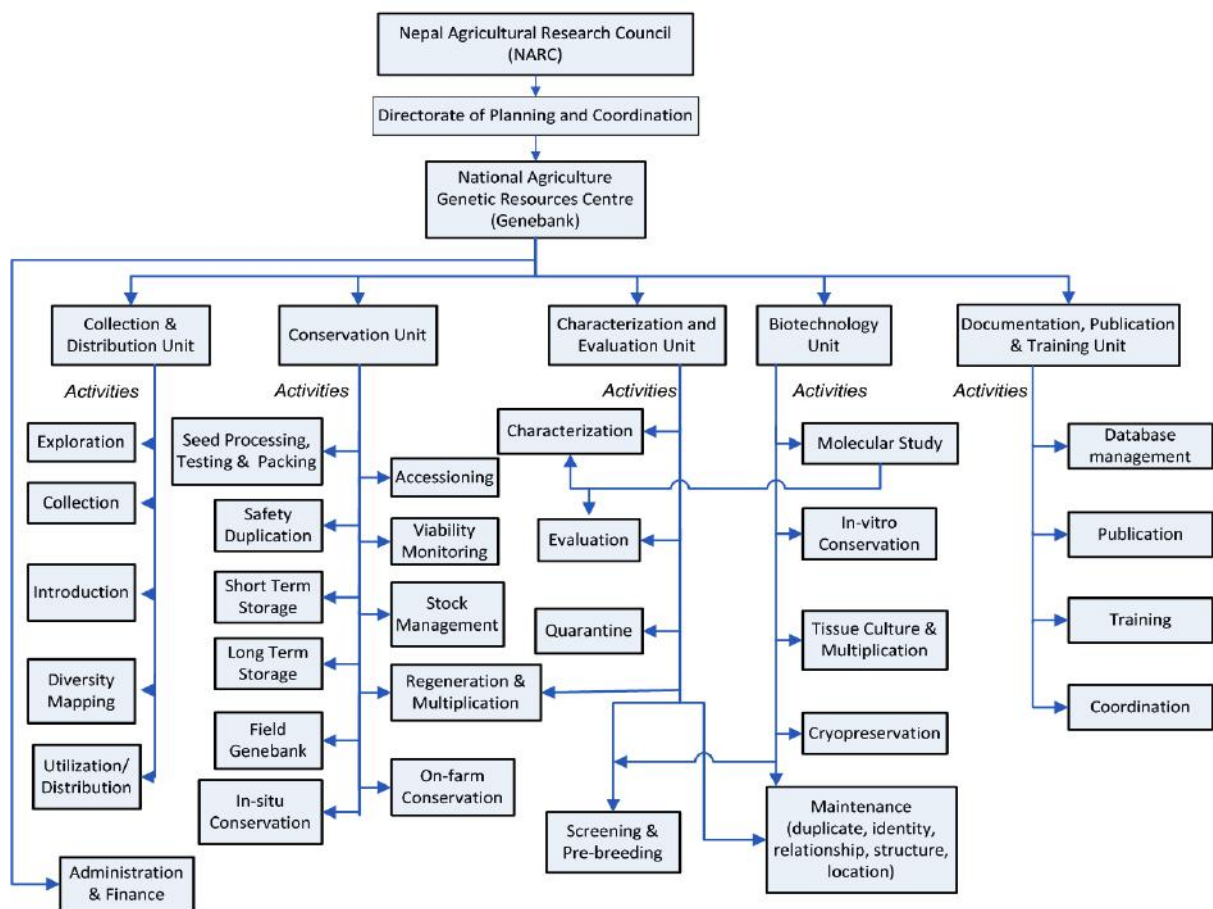 Nepal Agricultural Research Council
(NARC)
Directorate of Planning and Coordination
National Agriculture
Genetic Resources Centre
(Genebank)
Collection &
Distribution Unit
Conservation Unit
Characterization and
Evaluation Unit
Biotechnology
Unit
Documentation, Publication
& Training Unit
Activities
Activities
Activities
Activities
Exploration
Collection
Introduction
Diversity
Mapping
Utilization/
Distribution
Seed Processing,
Testing & Packing
Accessioning
Safety
Duplication
Viability
Monitoring
Short Term
Storage
Stock
Management
Long Term
Storage
Regeneration &
Multiplication
Field
Genebank
On-farm
Conservation
In-situ
Conservation
Characterization
Evaluation
Quarantine
Screening &
Pre-breeding
Molecular Study
In-vitro
Conservation
Tissue Culture &
Multiplication
Cryopreservation
Maintenance
(duplicate, identity,
relationship, structure,
location)
Database
management
Publication
Training
Coordination
Administration
& Finance